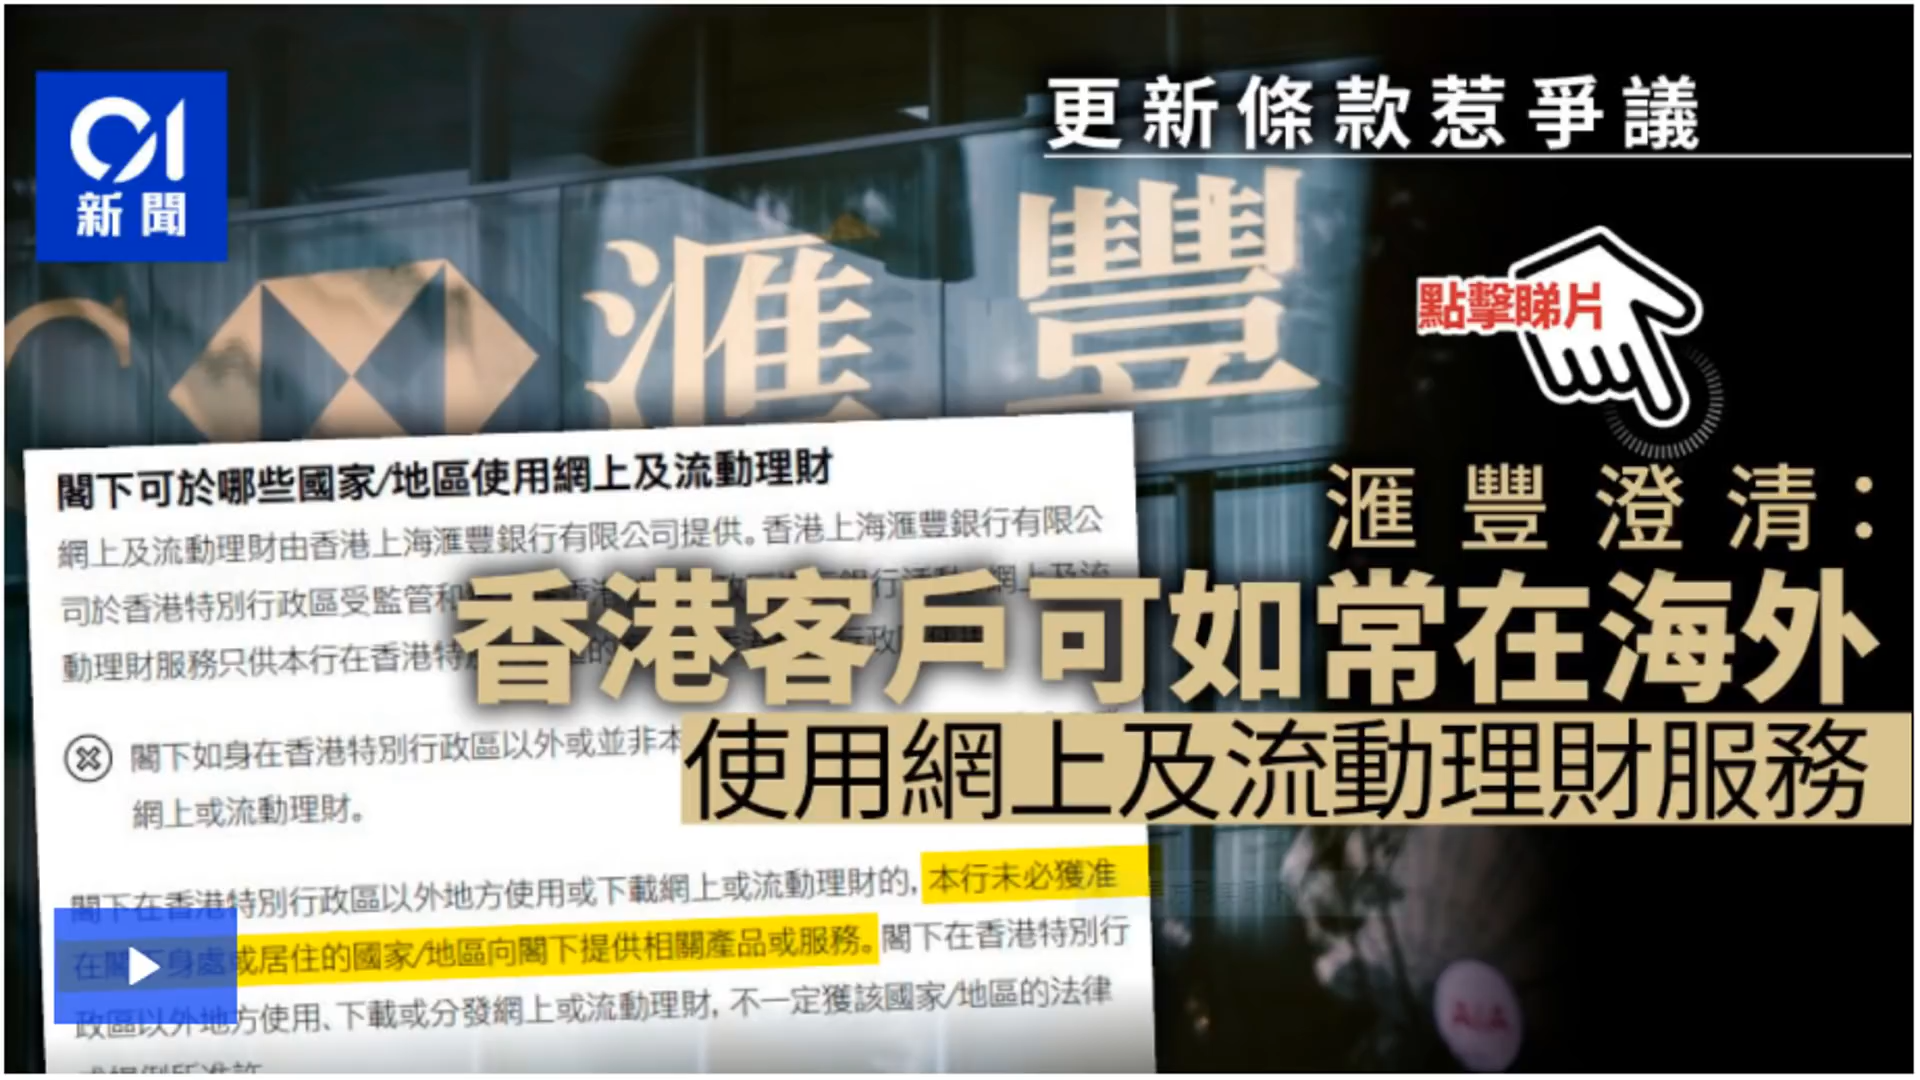 01
新聞
更新條款惹爭議
滙豐
點擊睇片
滙豐澄清：
香港客戶可如常在海外
使用網上及流動理財服務
閣下可於哪些國家/地區使用網上及流動理財
網上及流動理財由香港上海滙豐銀行有限公司提供。香港上海滙豐銀行有限公
司於香港特別行政區受監管和
動理財服務只供本行在香港特
閣下如身在香港特別行政區以外或並非本
網上或流動理財。
閣下在香港特別行政區以外地方使用或下載網上或流動理財的，本行未必獲准
在閣下身處或居住的國家/地區向閣下提供相關產品或服務。閣下在香港特別行
政區以外地方使用、下載或分發網上或流動理財，不一定獲該國家/地區的法律